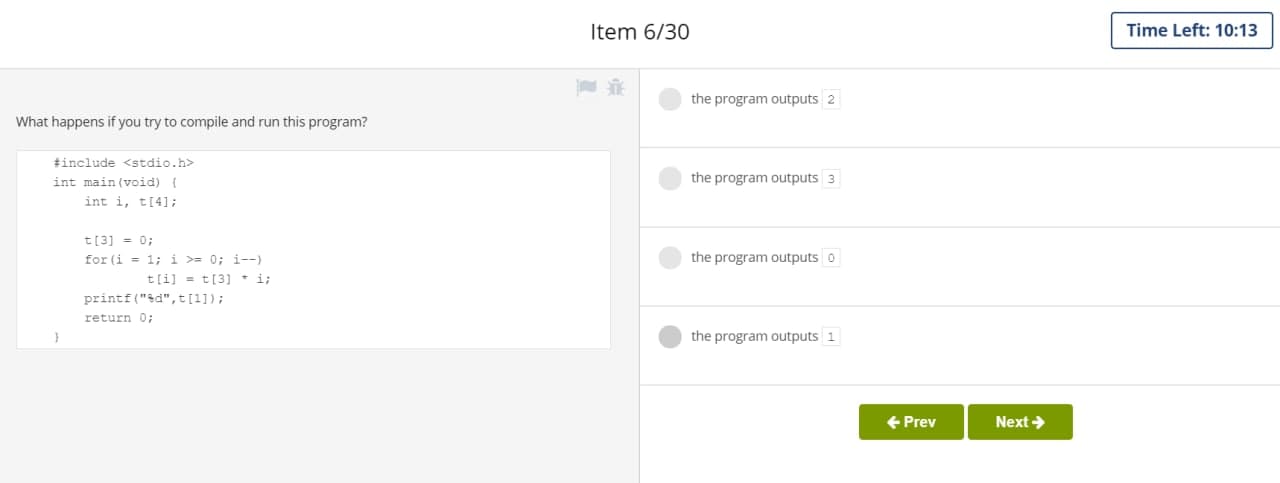 Item 6/30
Time Left: 10:13
What happens if you try to compile and run this program?
#include <stdio.h>
int main(void) {
    int i, t[4];
    t[3] = 0;
    for(i = 1; i >= 0; i--)
        t[i] = t[3] * i;
    printf("%d",t[1]);
    return 0;
}
the program outputs 2
the program outputs 3
the program outputs 0
the program outputs 1
Prev
Next